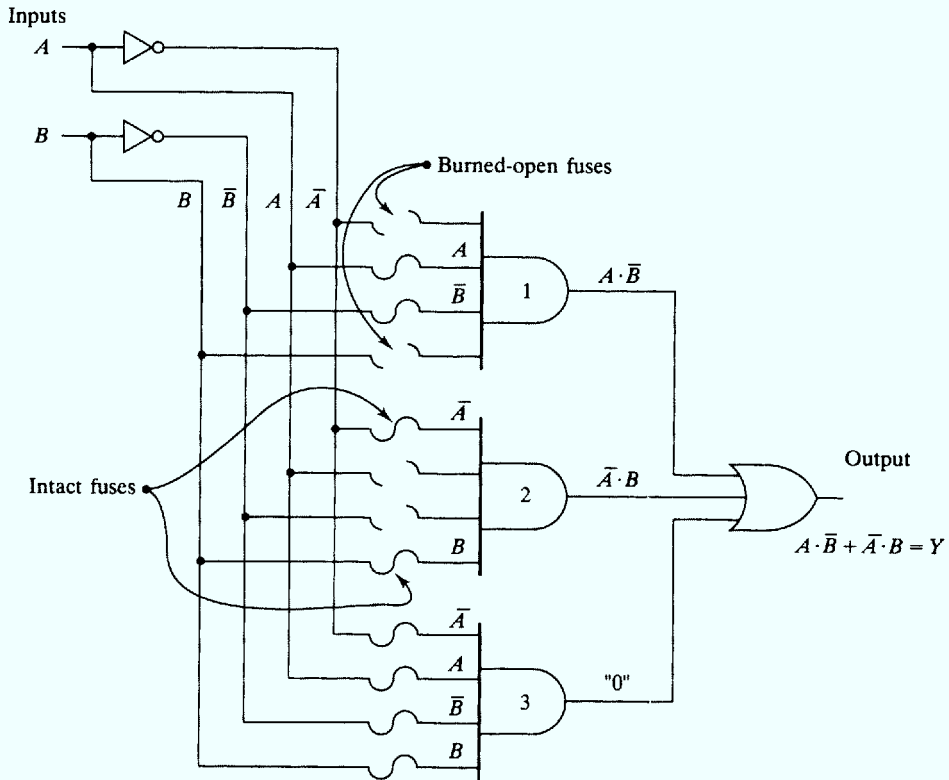 Inputs
A
B
Burned-open fuses
B B̅ A A̅
A
B̅
1
A · B̅
A̅
Intact fuses
2
A̅ · B
B
Output
A · B̅ + A̅ · B = Y
A̅
A
B̅
B
3
"0"